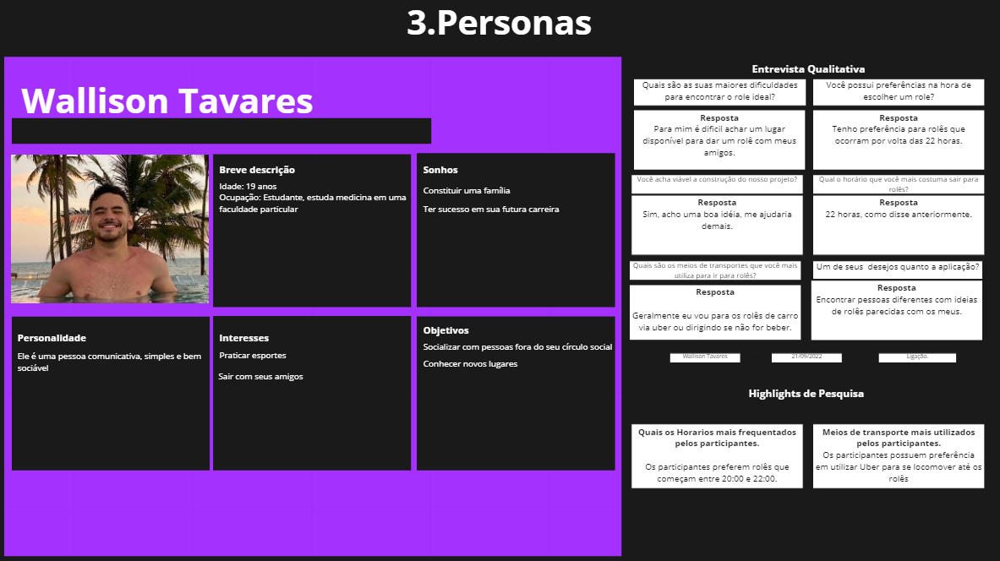 3.Personas
Wallison Tavares
Breve descrição
Idade: 19 anos
Ocupação: Estudante, estuda medicina em uma
faculdade particular
Sonhos
Constituir uma família
Ter sucesso em sua futura carreira
Personalidade
Ele é uma pessoa comunicativa, simples e bem
sociável
Interesses
Praticar esportes
Sair com seus amigos
Objetivos
Socializar com pessoas fora do seu círculo social
Conhecer novos lugares
Entrevista Qualitativa
Quais são as suas maiores dificuldades
para encontrar o role ideal?
Resposta
Para mim é dificil achar um lugar
disponível para dar um rolê com meus
amigos.
Você possui preferências na hora de
escolher um role?
Resposta
Tenho preferência para rolês que
ocorram por volta das 22 horas.
Você acha viável a construção do nosso projeto?
Resposta
Sim, acho uma boa idéia, me ajudaria
demais.
Qual o horário que você mais costuma sair para
rolês?
Resposta
22 horas, como disse anteriormente.
Quais são os meios de transportes que você mais
utiliza para ir para rolês?
Resposta
Geralmente eu vou para os rolês de carro
via uber ou dirigindo se não for beber.
Um de seus desejos quanto a aplicação?
Resposta
Encontrar pessoas diferentes com ideias
de rolês parecidas com os meus.
Wallison Tavares
21/09/2022
Ligação.
Highlights de Pesquisa
Quais os Horarios mais frequentados
pelos participantes.
Os participantes preferem rolês que
começam entre 20:00 e 22:00.
Meios de transporte mais utilizados
pelos participantes.
Os participantes possuem preferência
em utilizar Uber para se locomover até os
rolês